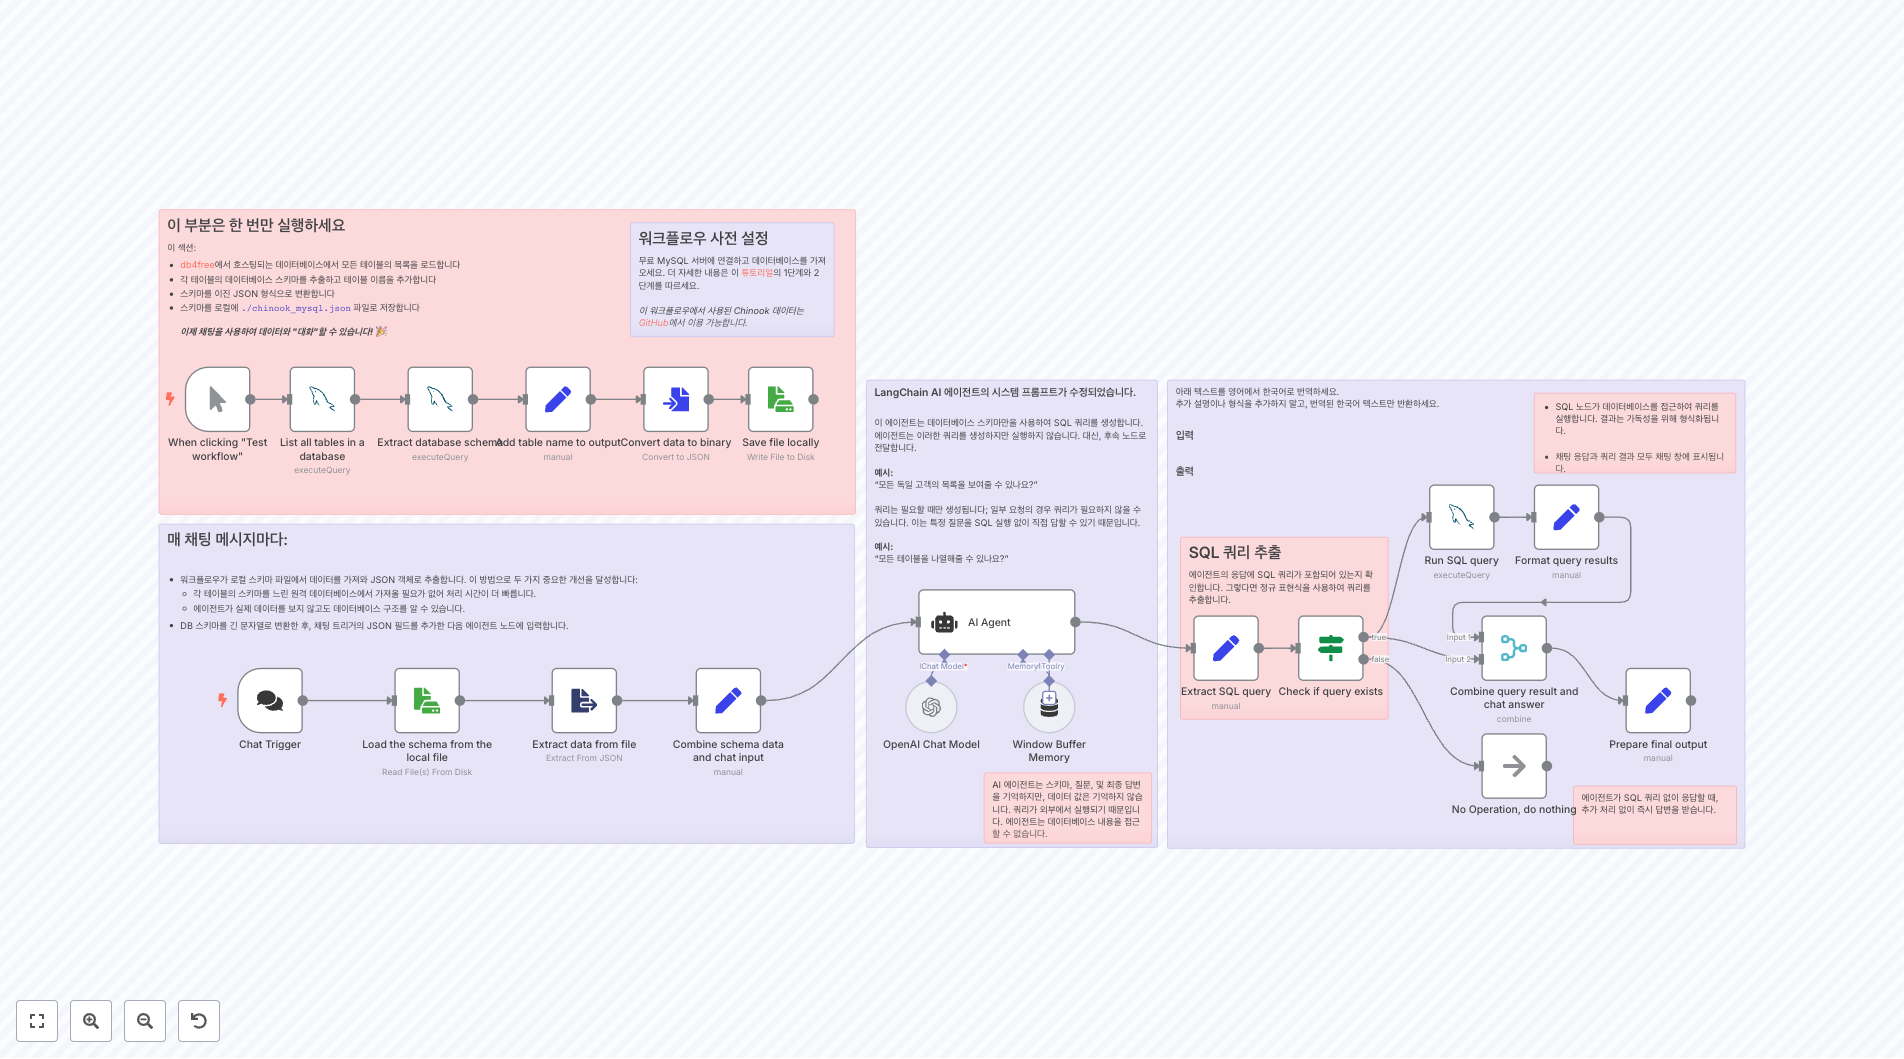 이 부분은 한 번만 실행하세요
이 섹션:
db4free에서 호스팅되는 데이터베이스에서 모든 테이블의 목록을 로드합니다
각 테이블의 데이터베이스 스키마를 추출하고 테이블 이름을 추가합니다
스키마를 이진 JSON 형식으로 변환합니다
스키마를 로컬에 ./chinook_mysql.json 파일로 저장합니다
이제 채팅을 사용하여 데이터와 "대화"할 수 있습니다! 🎉
워크플로우 사전 설정
무료 MySQL 서버에 연결하고 데이터베이스를 가져
오세요. 더 자세한 내용은 이 튜토리얼의 1단계와 2
단계를 따르세요.
이 워크플로우에서 사용된 Chinook 데이터는
GitHub에서 이용 가능합니다.
When clicking "Test
workflow"
List all tables in a
database
executeQuery
Extract database schema
executeQuery
Add table name to output
manual
Convert data to binary
Convert to JSON
Save file locally
Write File to Disk
매 채팅 메시지마다:
워크플로우가 로컬 스키마 파일에서 데이터를 가져와 JSON 객체로 추출합니다. 이 방법으로 두 가지 중요한 개선을 달성합니다:
각 테이블의 스키마를 느린 원격 데이터베이스에서 가져올 필요가 없어 처리 시간이 더 빠릅니다.
에이전트가 실제 데이터를 보지 않고도 데이터베이스 구조를 알 수 있습니다.
DB 스키마를 긴 문자열로 변환한 후, 채팅 트리거의 JSON 필드를 추가한 다음 에이전트 노드에 입력합니다.
Chat Trigger
Load the schema from the
local file
Read File(s) From Disk
Extract data from file
Extract From JSON
Combine schema data
and chat input
manual
LangChain AI 에이전트의 시스템 프롬프트가 수정되었습니다.
이 에이전트는 데이터베이스 스키마만을 사용하여 SQL 쿼리를 생성합니다.
에이전트는 이러한 쿼리를 생성하지만 실행하지 않습니다. 대신, 후속 노드로
전달합니다.
예시:
“모든 독일 고객의 목록을 보여줄 수 있나요?”
쿼리는 필요할 때만 생성됩니다; 일부 요청의 경우 쿼리가 필요하지 않을 수
있습니다. 이는 특정 질문을 SQL 실행 없이 직접 답할 수 있기 때문입니다.
예시:
“모든 테이블을 나열해줄 수 있나요?”
AI Agent
Chat Model*
Memory
Tool
OpenAI Chat Model
Window Buffer
Memory
AI 에이전트는 스키마, 질문, 및 최종 답변
을 기억하지만, 데이터 값은 기억하지 않습
니다. 쿼리가 외부에서 실행되기 때문입니
다. 에이전트는 데이터베이스 내용을 접근
할 수 없습니다.
아래 텍스트를 영어에서 한국어로 번역하세요.
추가 설명이나 형식을 추가하지 말고, 번역된 한국어 텍스트만 반환하세요.
입력
출력
SQL 노드가 데이터베이스를 접근하여 쿼리를
실행합니다. 결과는 가독성을 위해 형식화됩니
다.
채팅 응답과 쿼리 결과 모두 채팅 창에 표시됩니
다.
SQL 쿼리 추출
에이전트의 응답에 SQL 쿼리가 포함되어 있는지 확
인합니다. 그렇다면 정규 표현식을 사용하여 쿼리를
추출합니다.
Extract SQL query
manual
Check if query exists
true
false
Run SQL query
executeQuery
Format query results
manual
Input 1
Input 2
Combine query result and
chat answer
combine
Prepare final output
manual
No Operation, do nothing
에이전트가 SQL 쿼리 없이 응답할 때,
추가 처리 없이 즉시 답변을 받습니다.